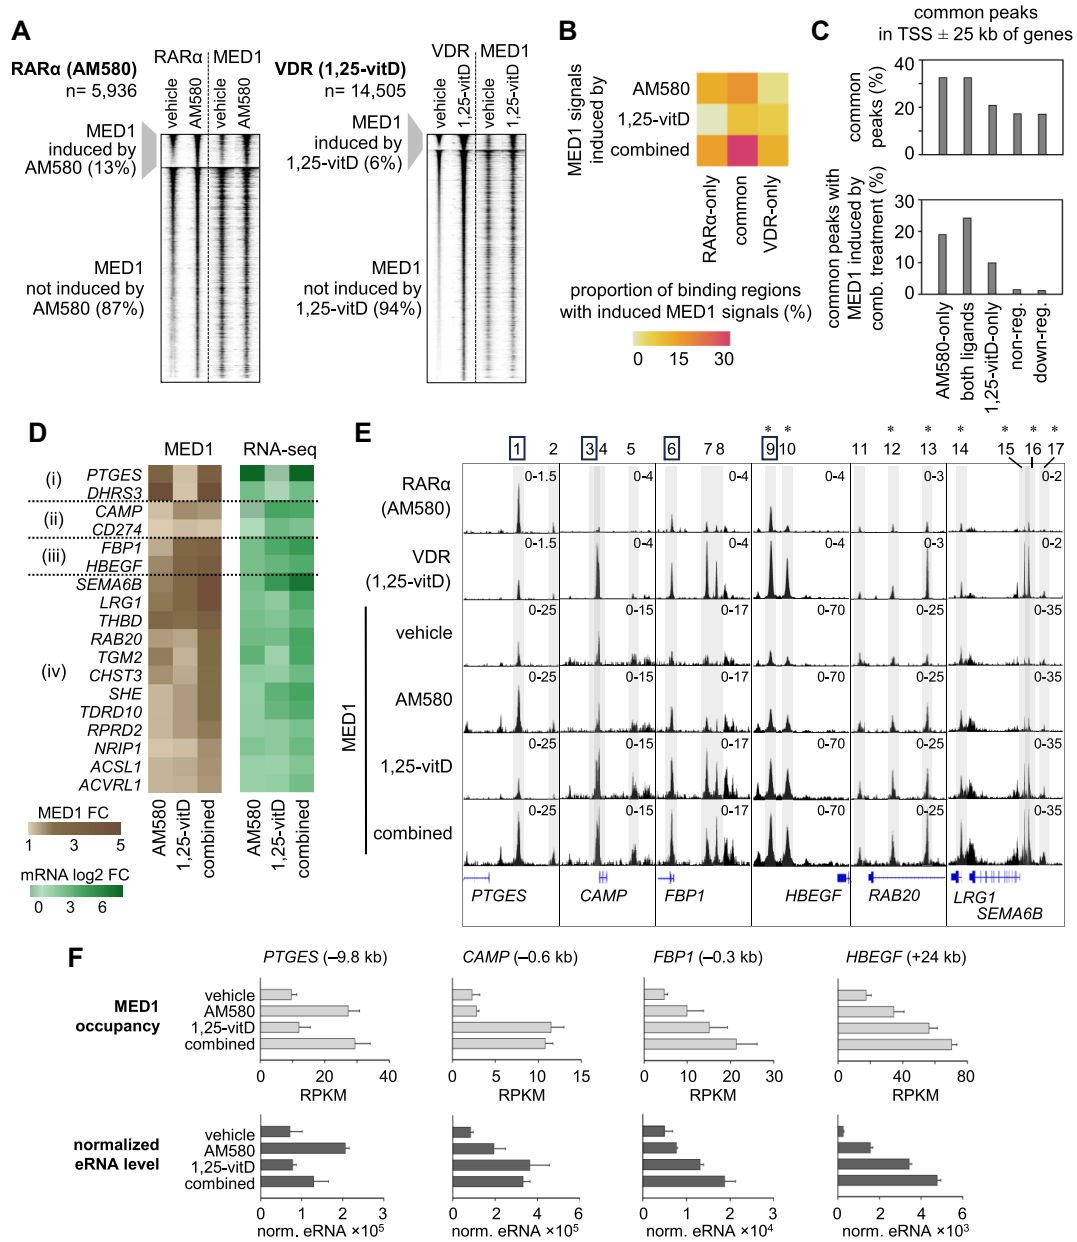 A
RARα (AM580)
n= 5,936
RARα MED1
vehicle
AM580
vehicle
AM580
MED1
induced by
AM580 (13%)
MED1
not induced by
AM580 (87%)
VDR (1,25-vitD)
n= 14,505
VDR MED1
vehicle
1,25-vitD
vehicle
1,25-vitD
MED1
induced by
1,25-vitD (6%)
MED1
not induced by
1,25-vitD (94%)
B
MED1 signals
induced by
AM580
1,25-vitD
combined
RARα-only
common
VDR-only
proportion of binding regions
with induced MED1 signals (%)
0 15 30
C
common peaks
in TSS ± 25 kb of genes
common
peaks (%)
40
20
0
common peaks with
MED1 induced by
comb. treatment (%)
30
20
10
0
AM580-only
both ligands
1,25-vitD-only
non-reg.
down-reg.
D
MED1 RNA-seq
(i)
PTGES
DHRS3
(ii)
CAMP
CD274
(iii)
FBP1
HBEGF
(iv)
SEMA6B
LRG1
THBD
RAB20
TGM2
CHST3
SHE
TDRD10
RPRD2
NRIP1
ACSL1
ACVRL1
AM580
1,25-vitD
combined
AM580
1,25-vitD
combined
MED1 FC
1 3 5
mRNA log2 FC
0 3 6
E
* * * * * * * *
1 2 3 4 5 6 7 8 9 10 11 12 13 14 15 16 17
RARα
(AM580)
0-1.5 0-4 0-4 0-4 0-3 0-2
VDR
(1,25-vitD)
0-1.5 0-4 0-4 0-4 0-3 0-2
MED1
vehicle
0-25 0-15 0-17 0-70 0-25 0-35
AM580
0-25 0-15 0-17 0-70 0-25 0-35
1,25-vitD
0-25 0-15 0-17 0-70 0-25 0-35
combined
0-25 0-15 0-17 0-70 0-25 0-35
PTGES CAMP FBP1 HBEGF RAB20 LRG1
SEMA6B
F
PTGES (–9.8 kb) CAMP (–0.6 kb) FBP1 (–0.3 kb) HBEGF (+24 kb)
MED1
occupancy
vehicle
AM580
1,25-vitD
combined
0 20 40 0 5 10 15 0 10 20 30 0 40 80
RPKM RPKM RPKM RPKM
normalized
eRNA level
vehicle
AM580
1,25-vitD
combined
0 1 2 3 0 2 4 6 0 1 2 3 0 2 4 6
norm. eRNA ×10⁵ norm. eRNA ×10⁵ norm. eRNA ×10⁴ norm. eRNA ×10³